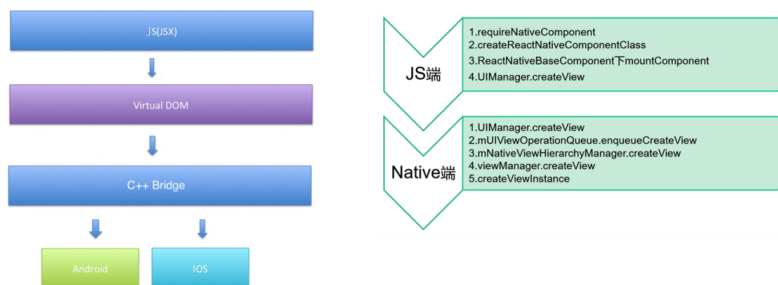 JS(JSX)
Virtual DOM
C++ Bridge
Android
IOS
JS端
1.requireNativeComponent
2.createReactNativeComponentClass
3.ReactNativeBaseComponent下mountComponent
4.UIManager.createView
Native端
1.UIManager.createView
2.mUIViewOperationQueue.enqueueCreateView
3.mNativeViewHierarchyManager.createView
4.viewManager.createView
5.createViewInstance